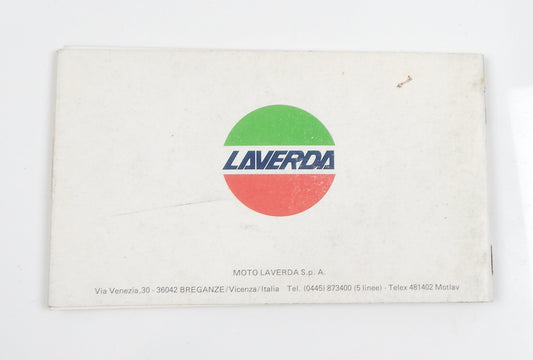 LAVERDA
MOTO LAVERDA S.p.A.
Via Venezia,30 - 36042 BREGANZE/Vicenza/Italia Tel. (0445) 873400 (5 linee) - Telex 481402 Motlav